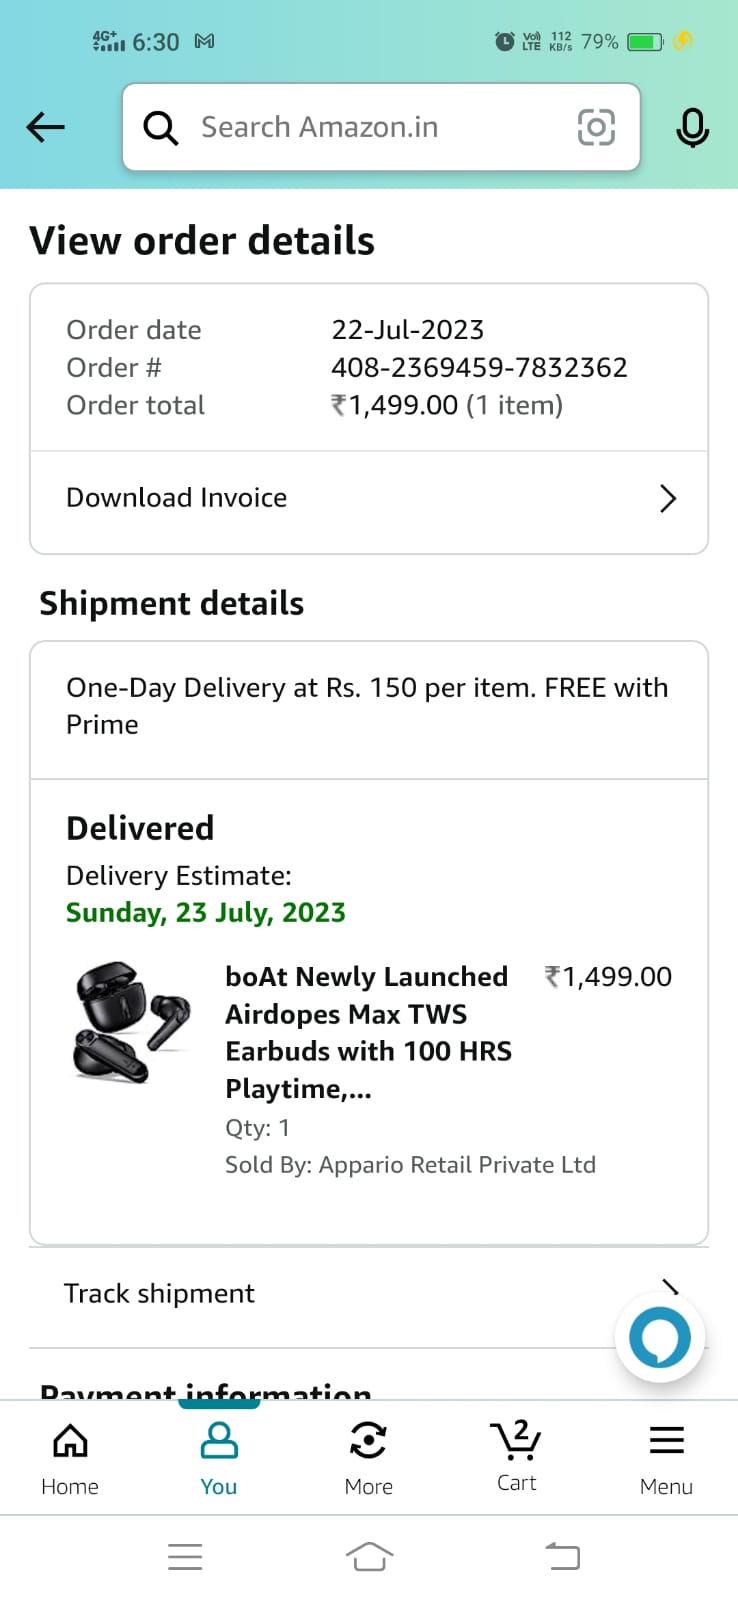 4G+ 6:30 Vo) LTE 112 KB/s 79%
Search Amazon.in
View order details
Order date 22-Jul-2023
Order # 408-2369459-7832362
Order total ₹1,499.00 (1 item)
Download Invoice
Shipment details
One-Day Delivery at Rs. 150 per item. FREE with
Prime
Delivered
Delivery Estimate:
Sunday, 23 July, 2023
boAt Newly Launched ₹1,499.00
Airdopes Max TWS
Earbuds with 100 HRS
Playtime,...
Qty: 1
Sold By: Appario Retail Private Ltd
Track shipment
Payment information
2
Home You More Cart Menu